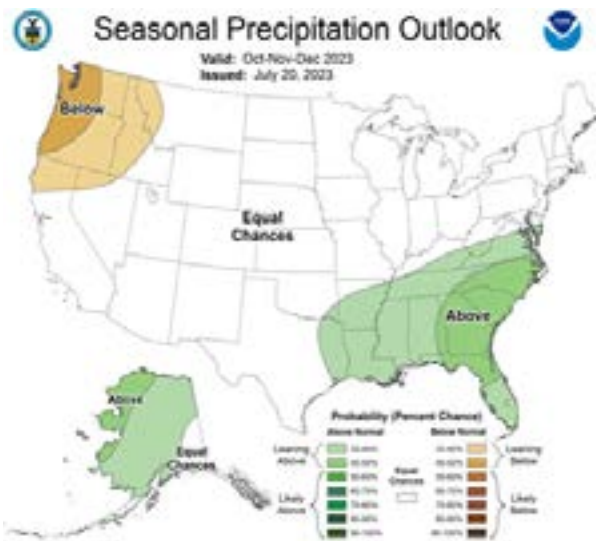 Seasonal Precipitation Outlook
Valid: Oct-Nov-Dec 2023
Issued: July 20, 2023
Below
Equal
Chances
Above
Above
Equal
Chances
Probability (Percent Chance)
Above Normal
Below Normal
Leaning
Above
Likely
Above
Equal
Chances
Leaning
Below
Likely
Below